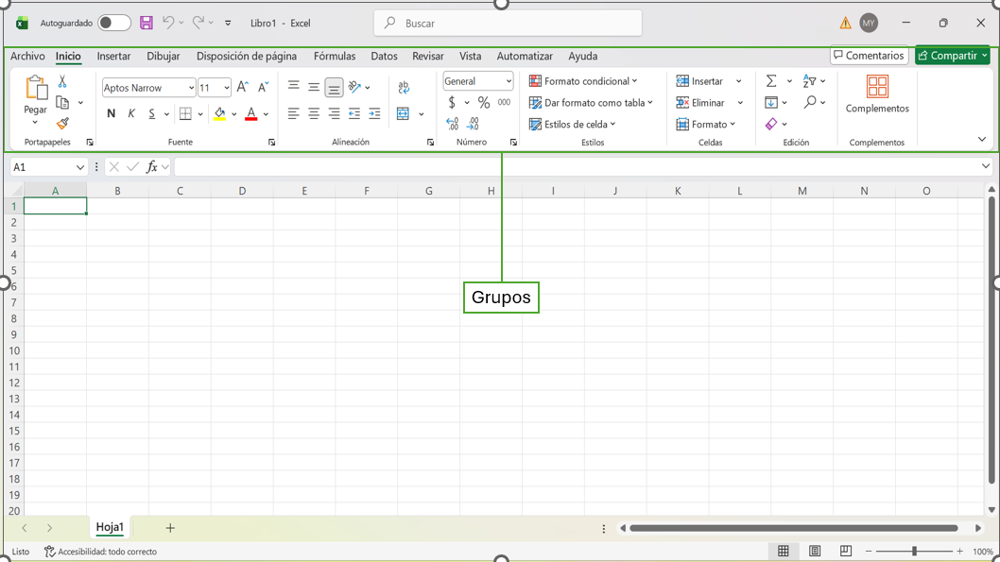 Autoguardado
Libro1 - Excel
Buscar
MY
Archivo Inicio Insertar Dibujar Disposición de página Fórmulas Datos Revisar Vista Automatizar Ayuda
Comentarios Compartir
Pegar
Portapapeles
Aptos Narrow 11
N K S A
Fuente
ab
Alineación
General
$ % 000
Número
Formato condicional
Dar formato como tabla
Estilos de celda
Estilos
Insertar
Eliminar
Formato
Celdas
Edición
Complementos
Complementos
A1 fx
A B C D E F G H I J K L M N O
1
2
3
4
5
6
7
8
9
10
11
12
13
14
15
16
17
18
19
20
Grupos
Hoja1
Listo Accesibilidad: todo correcto 100%